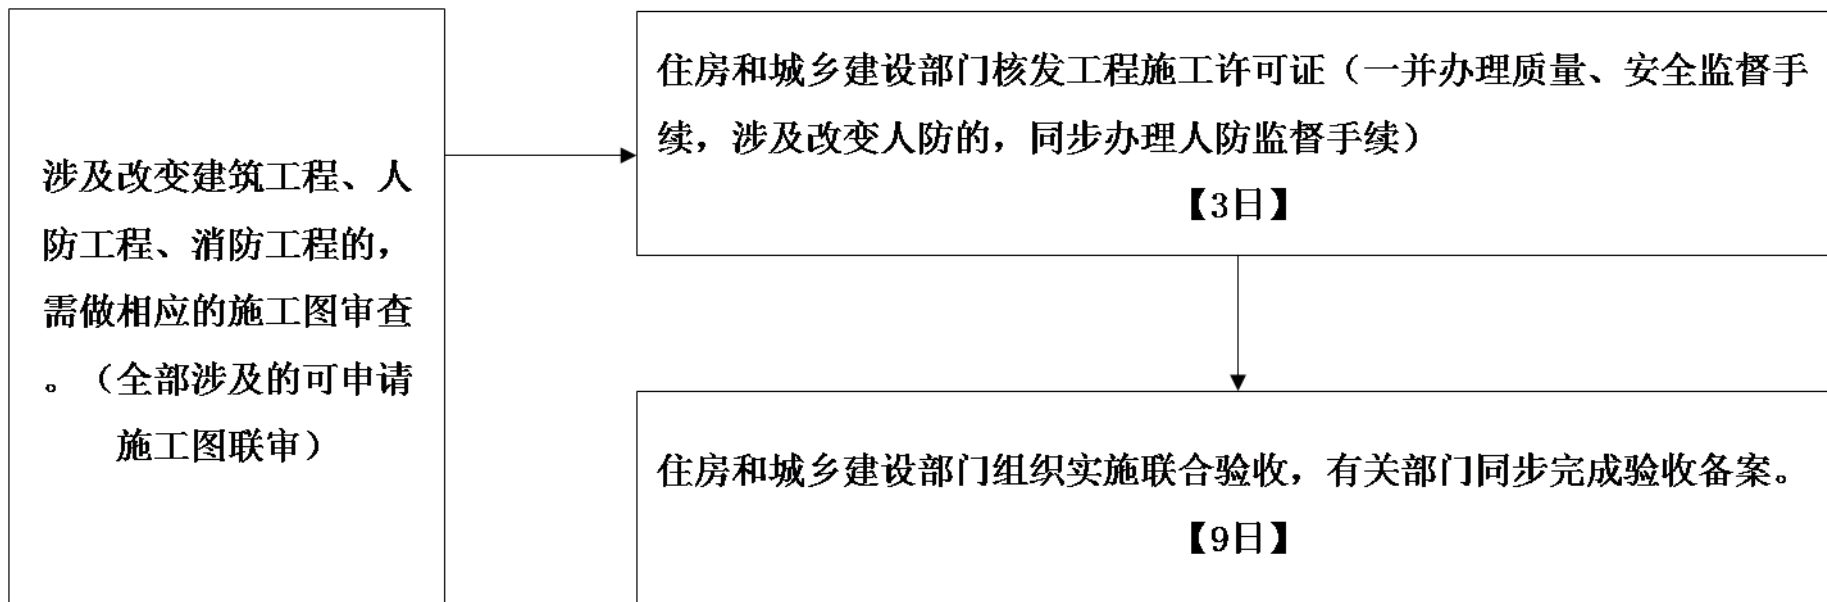 涉及改变建筑工程、人
防工程、消防工程的，
需做相应的施工图审查
。（全部涉及的可申请
施工图联审）
住房和城乡建设部门核发工程施工许可证（一并办理质量、安全监督手
续，涉及改变人防的，同步办理人防监督手续）
【3日】
住房和城乡建设部门组织实施联合验收，有关部门同步完成验收备案。
【9日】